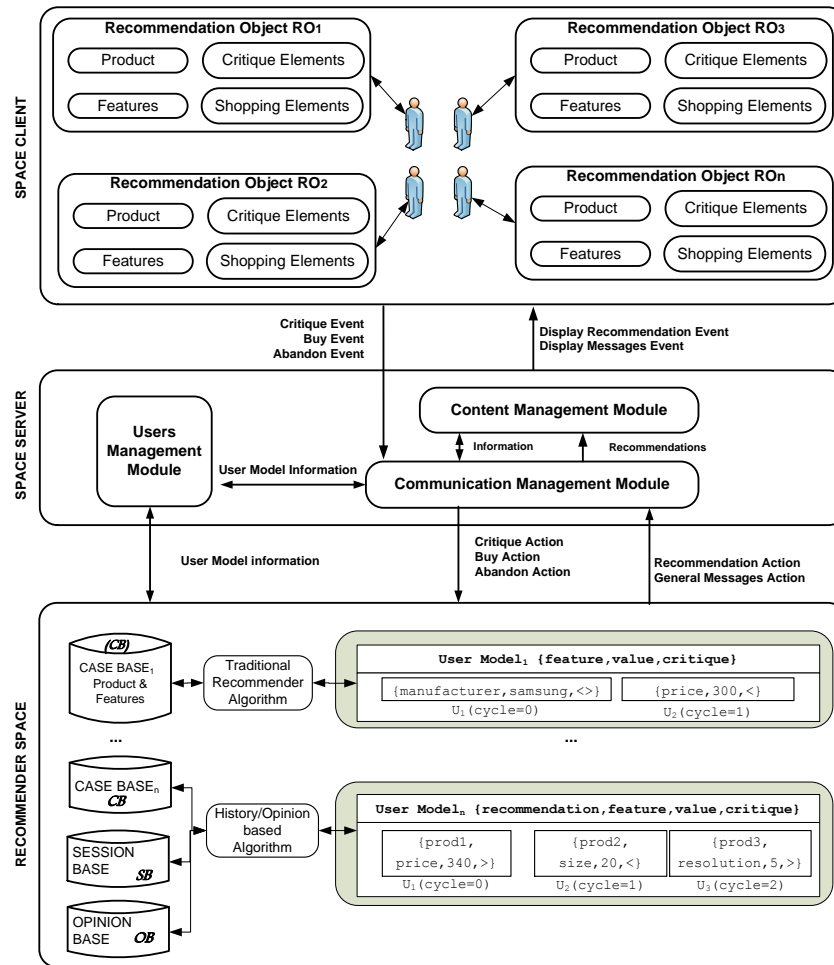 SPACE CLIENT
Recommendation Object RO1
Product
Critique Elements
Features
Shopping Elements
Recommendation Object RO3
Product
Critique Elements
Features
Shopping Elements
Recommendation Object RO2
Product
Critique Elements
Features
Shopping Elements
Recommendation Object ROn
Product
Critique Elements
Features
Shopping Elements
Critique Event
Buy Event
Abandon Event
Display Recommendation Event
Display Messages Event
SPACE SERVER
Users
Management
Module
Content Management Module
Information
Recommendations
User Model Information
Communication Management Module
User Model information
Critique Action
Buy Action
Abandon Action
Recommendation Action
General Messages Action
RECOMMENDER SPACE
(CB)
CASE BASE1
Product &
Features
Traditional
Recommender
Algorithm
User Model1 {feature,value,critique}
{manufacturer,samsung,<>}
{price,300,<}
U1(cycle=0)
U2(cycle=1)
...
...
CASE BASEn
CB
SESSION
BASE SB
OPINION
BASE OB
History/Opinion
based
Algorithm
User Modeln {recommendation,feature,value,critique}
{prod1,
price,340,>}
{prod2,
size,20,<}
{prod3,
resolution,5,>}
U1(cycle=0)
U2(cycle=1)
U3(cycle=2)